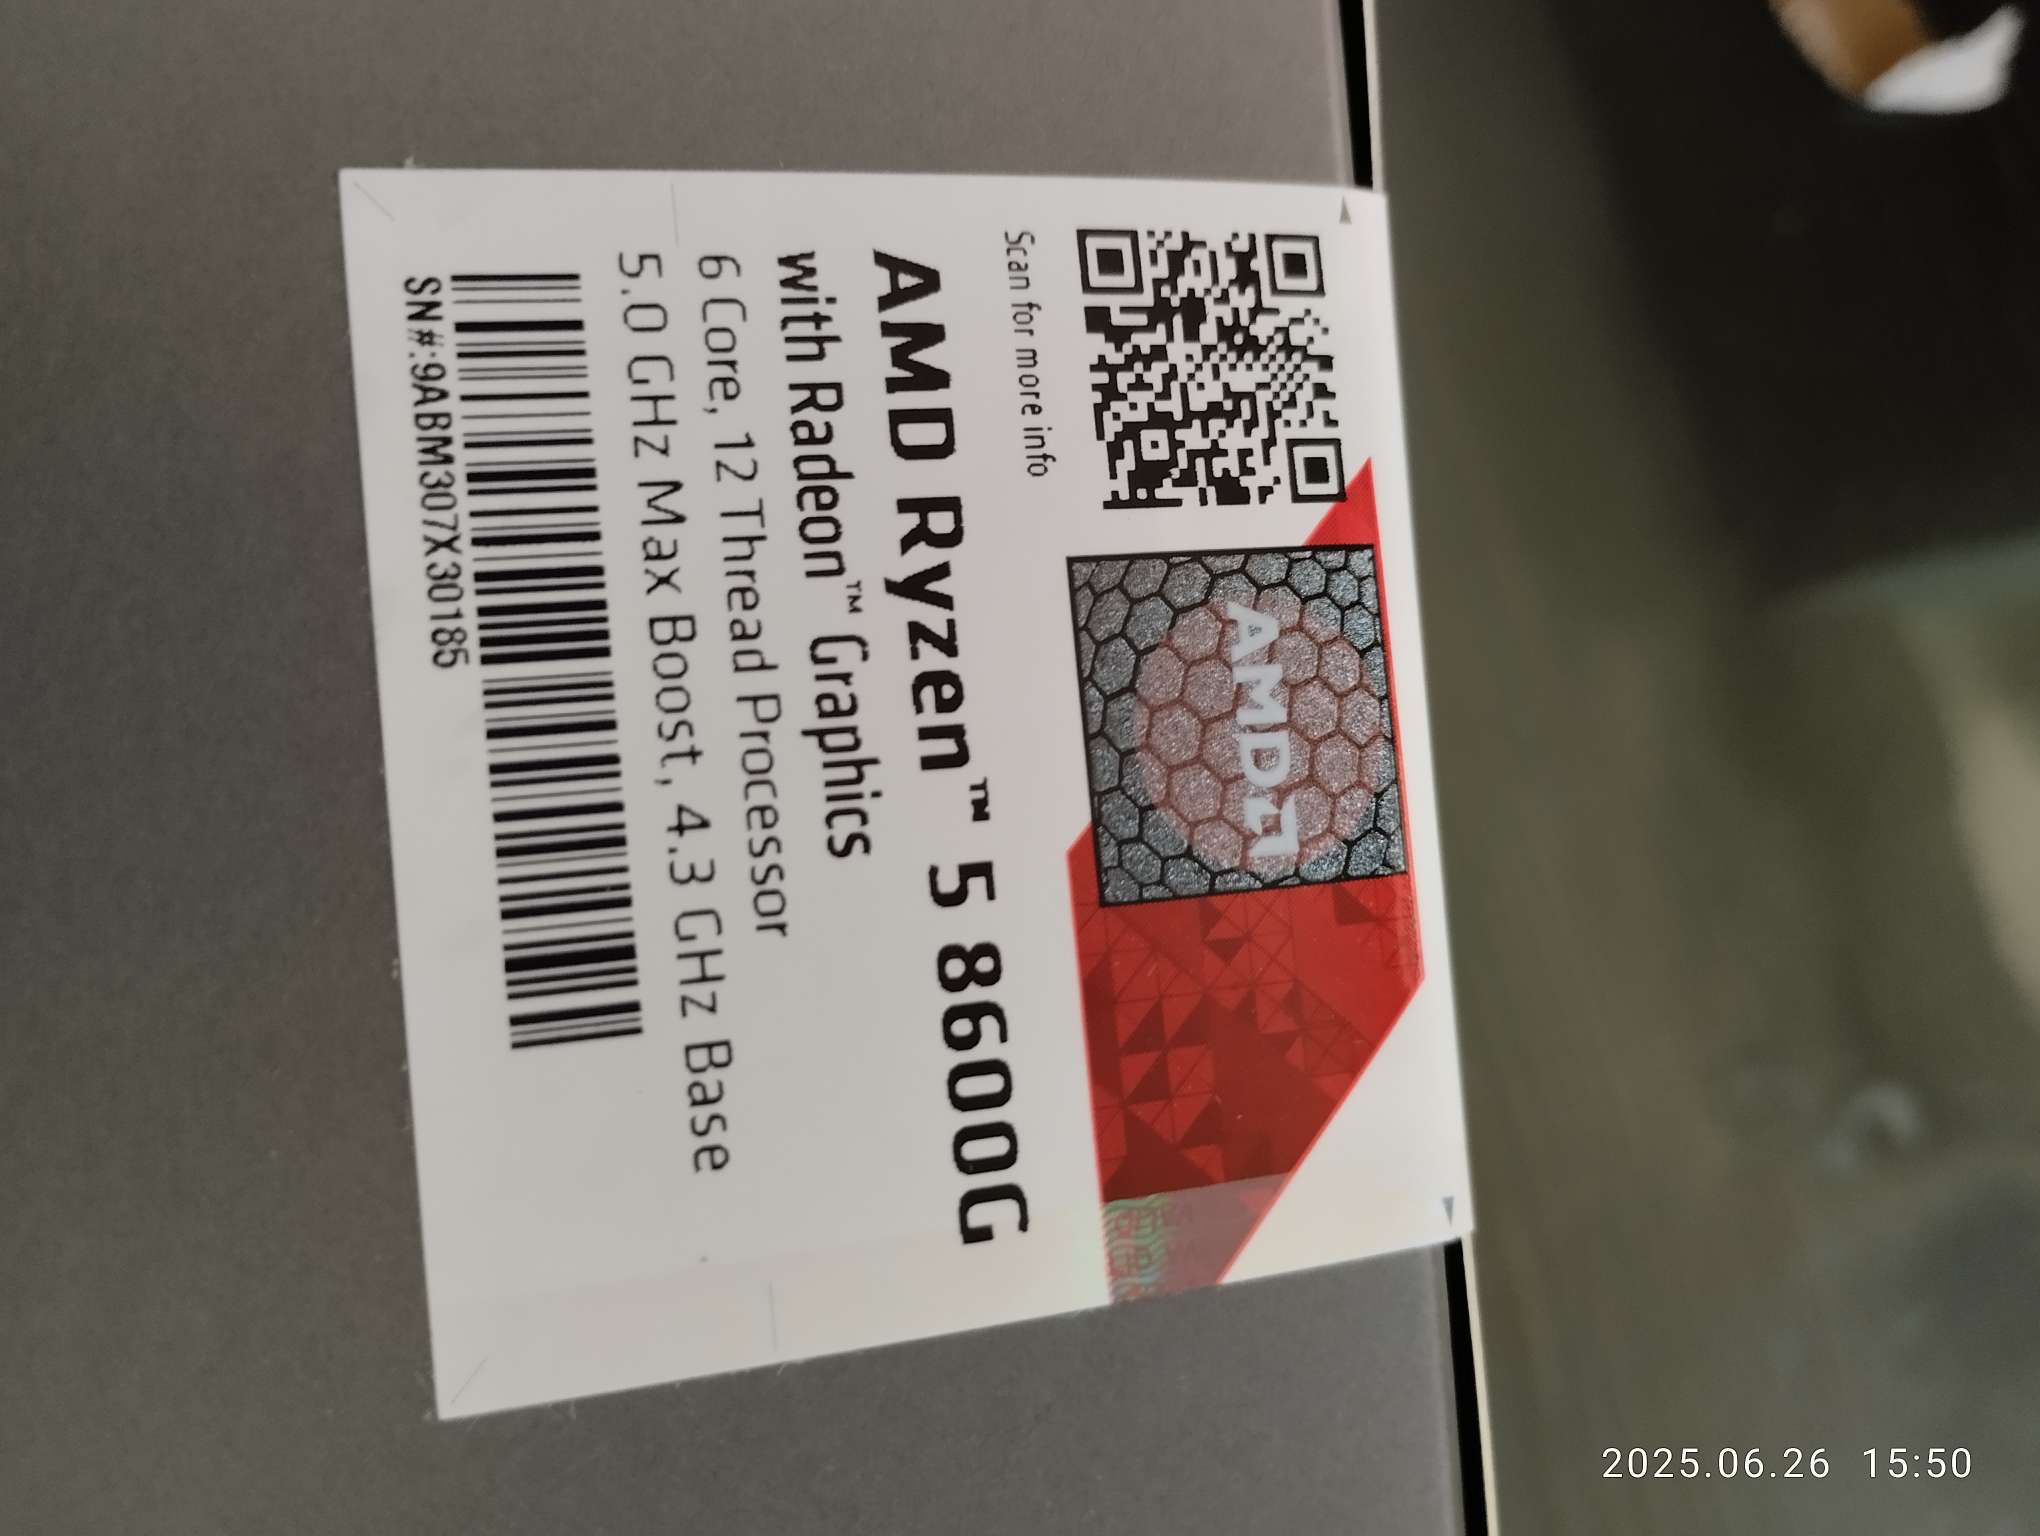 Scan for more info
AMD
AMD Ryzen™ 5 8600G
with Radeon™ Graphics
6 Core, 12 Thread Processor
5.0 GHz Max Boost, 4.3 GHz Base
SN#:9ABM307X30185
2025.06.26 15:50